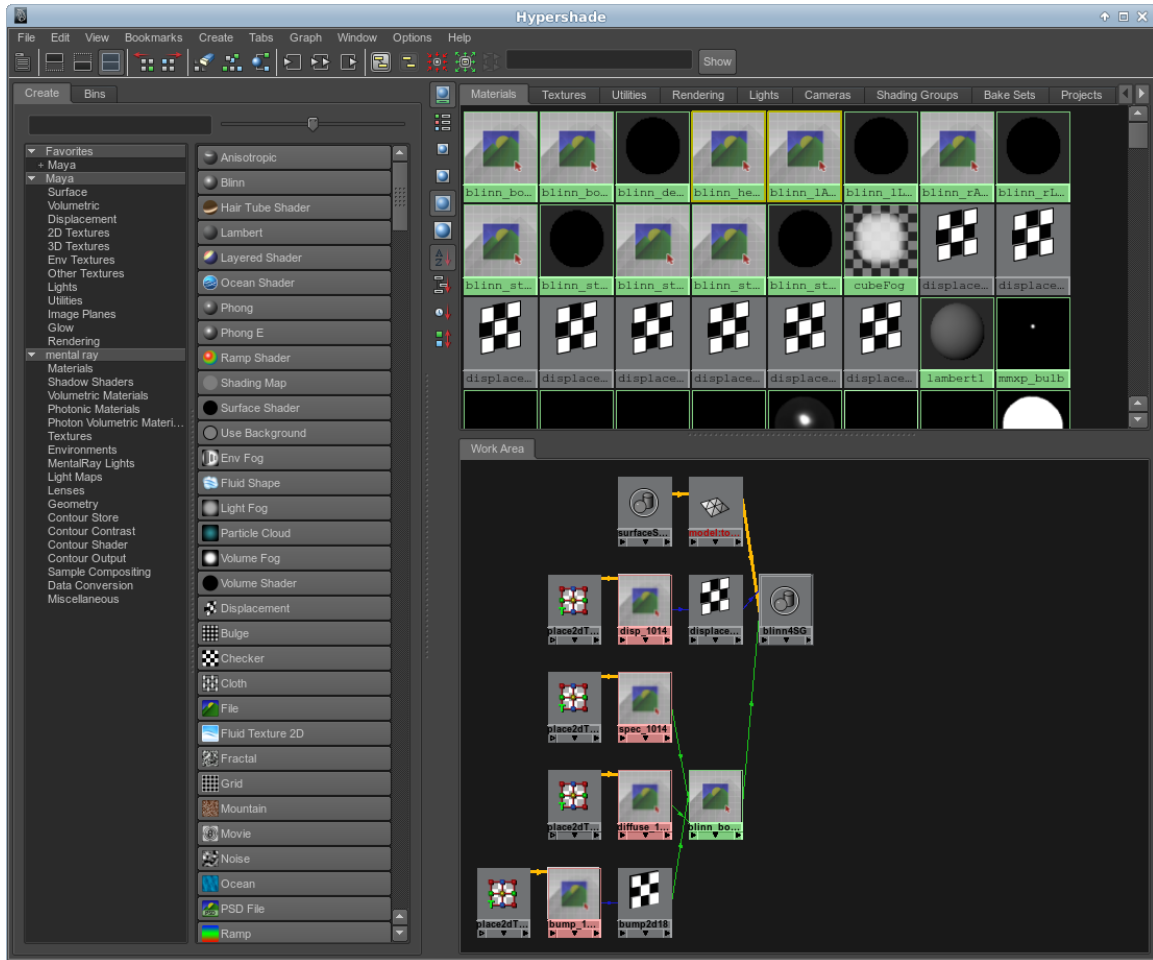 Hypershade
File Edit View Bookmarks Create Tabs Graph Window Options Help
Show
Create Bins
Favorites
+ Maya
Maya
Surface
Volumetric
Displacement
2D Textures
3D Textures
Env Textures
Other Textures
Lights
Utilities
Image Planes
Glow
Rendering
mental ray
Materials
Shadow Shaders
Volumetric Materials
Photonic Materials
Photon Volumetric Materi...
Textures
Environments
MentalRay Lights
Light Maps
Lenses
Geometry
Contour Store
Contour Contrast
Contour Shader
Contour Output
Sample Compositing
Data Conversion
Miscellaneous
Anisotropic
Blinn
Hair Tube Shader
Lambert
Layered Shader
Ocean Shader
Phong
Phong E
Ramp Shader
Shading Map
Surface Shader
Use Background
Env Fog
Fluid Shape
Light Fog
Particle Cloud
Volume Fog
Volume Shader
Displacement
Bulge
Checker
Cloth
File
Fluid Texture 2D
Fractal
Grid
Mountain
Movie
Noise
Ocean
PSD File
Ramp
Materials Textures Utilities Rendering Lights Cameras Shading Groups Bake Sets Projects
blinn_bo... blinn_bo... blinn_de... blinn_he... blinn_lA... blinn_lL... blinn_rA... blinn_rL...
blinn_st... blinn_st... blinn_st... blinn_st... blinn_st... cubeFog displace... displace...
displace... displace... displace... displace... displace... displace... lambert1 mmxp_bulb
Work Area
surfaceS... model:to...
place2dT... disp_1014 displace... blinn4SG
place2dT... spec_1014
place2dT... diffuse_1... blinn_bo...
place2dT... bump_1... bump2d18